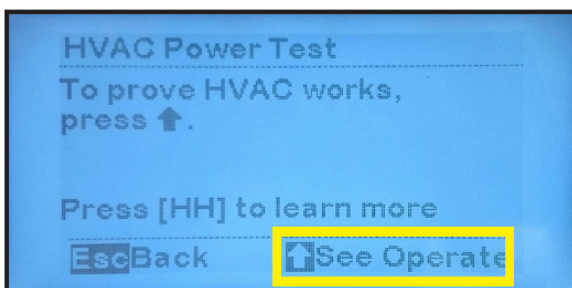 HVAC Power Test
To prove HVAC works,
press ⬆.
Press [HH] to learn more
EscBack ⬆See Operate